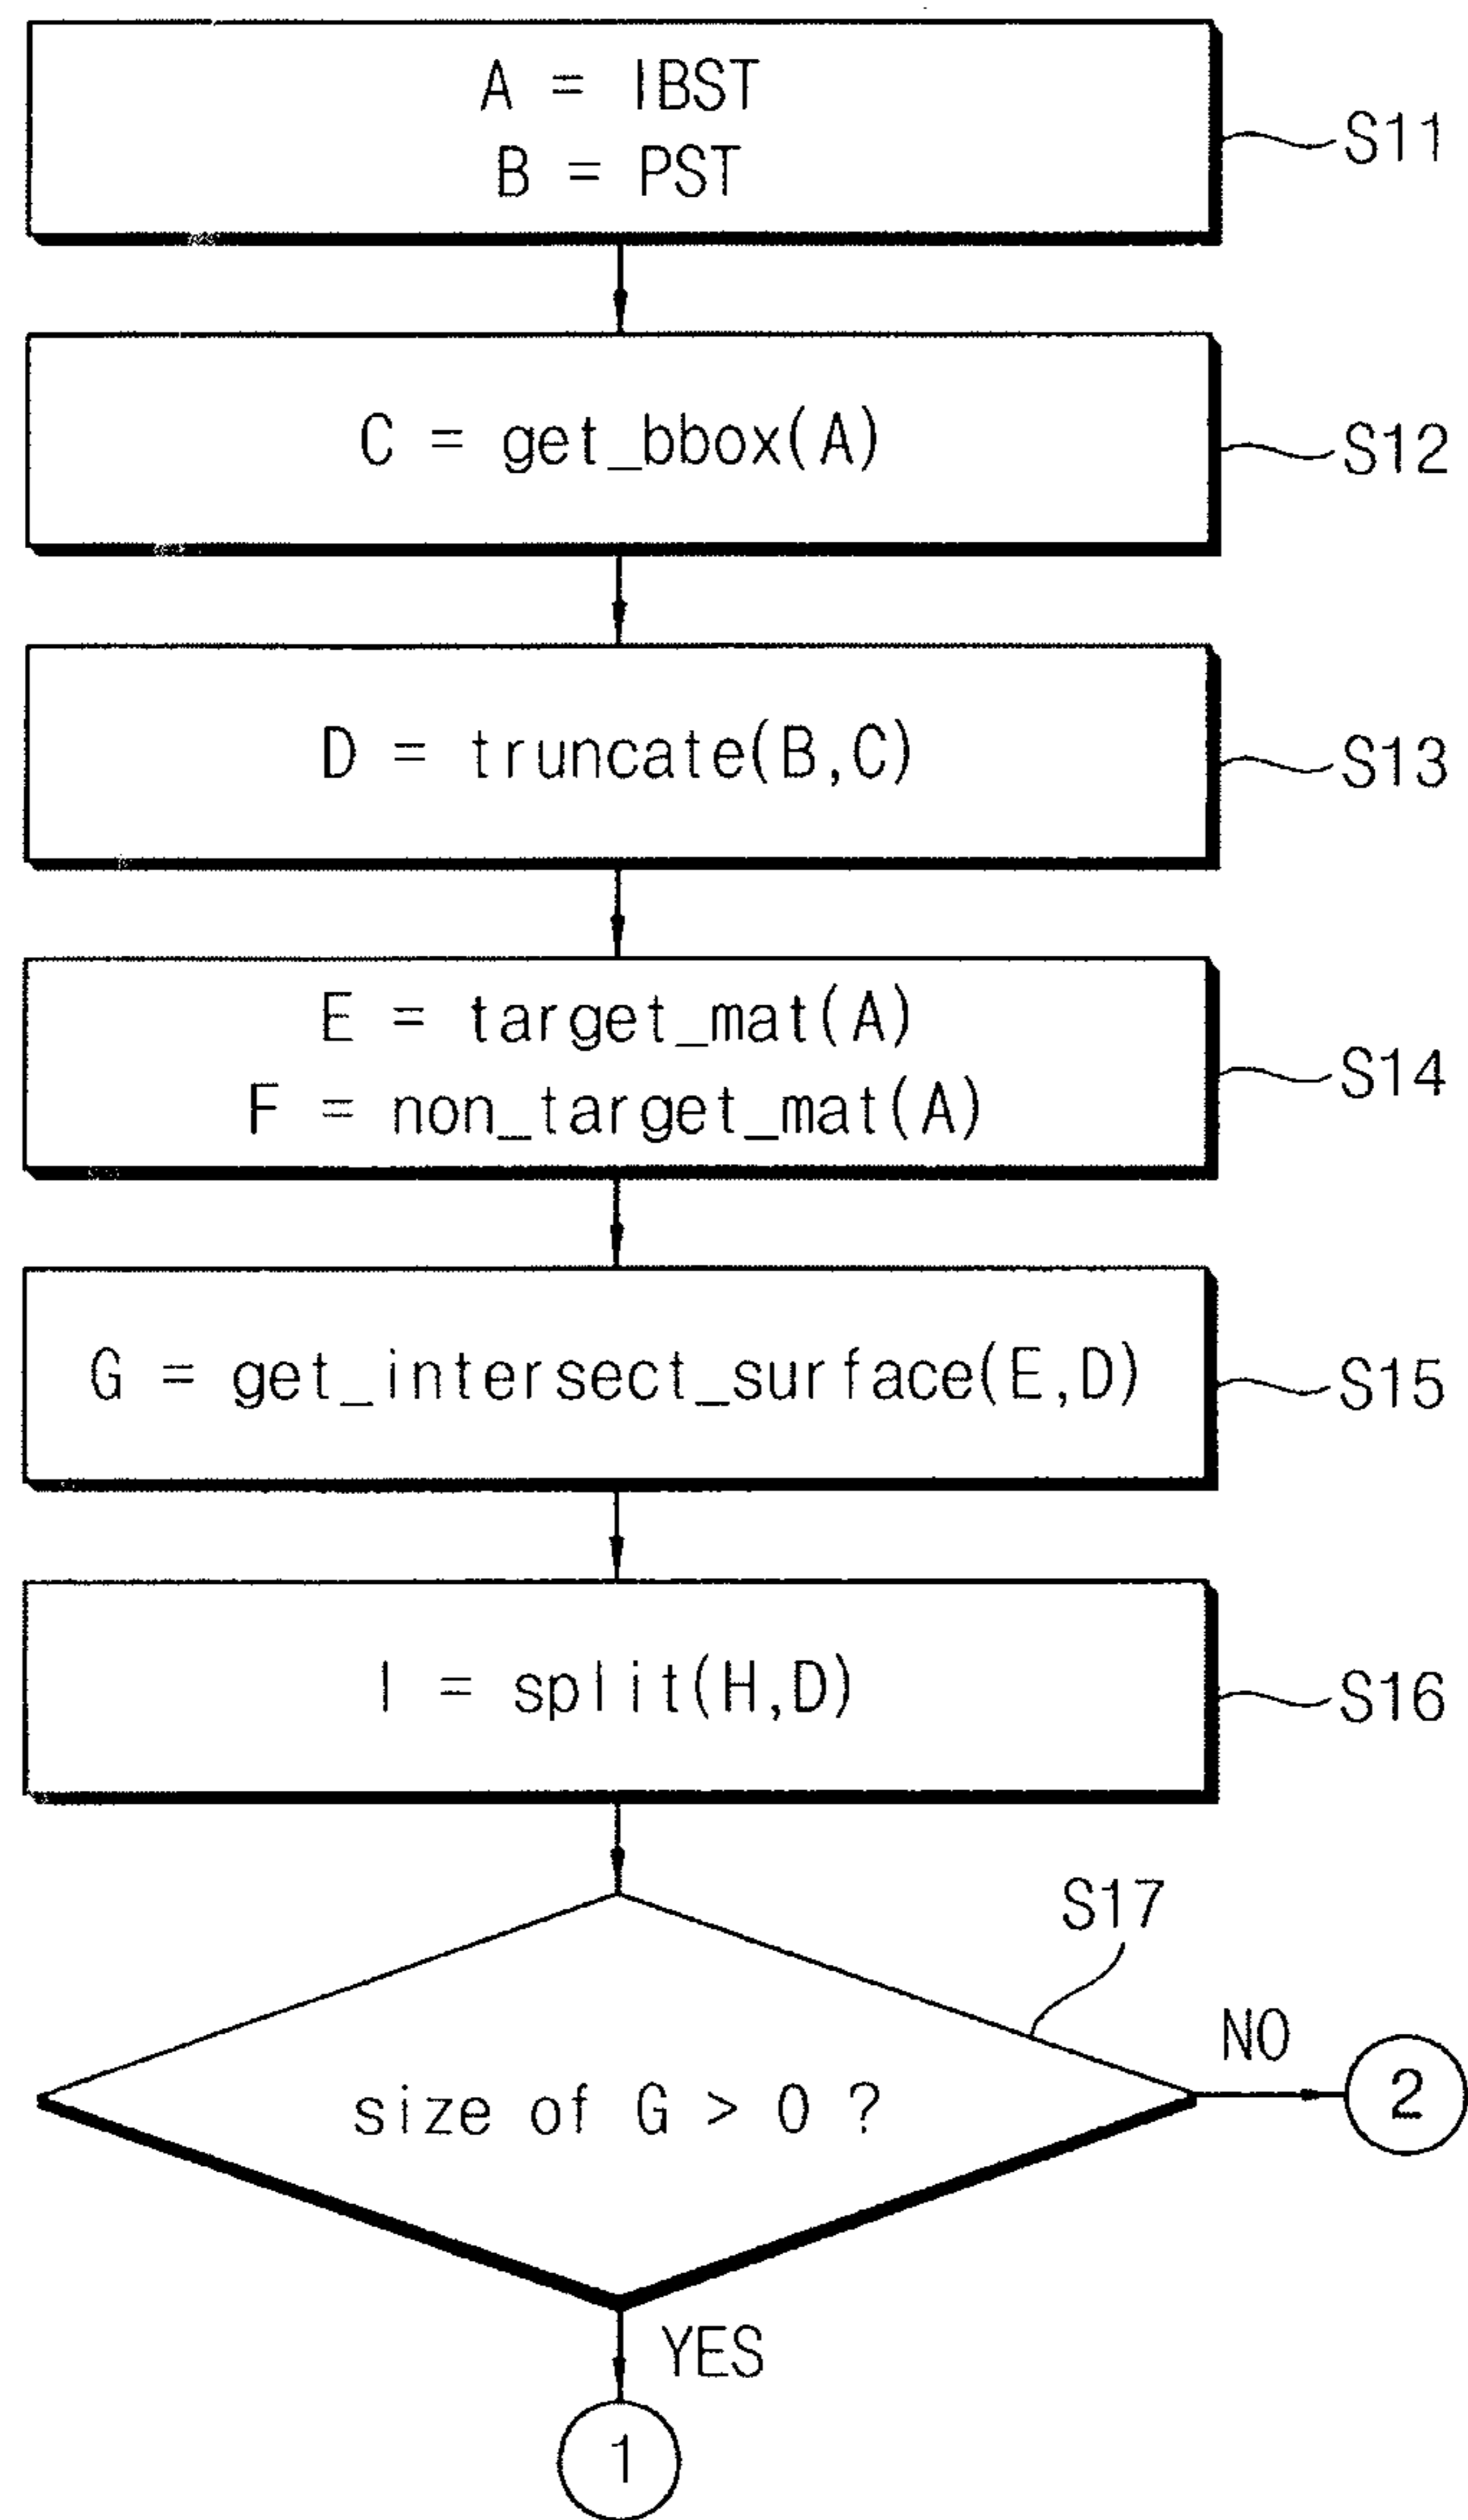 A = IBST
B = PST
S11
C = get_bbox(A)
S12
D = truncate(B,C)
S13
E = target_mat(A)
F = non_target_mat(A)
S14
G = get_intersect_surface(E,D)
S15
I = split(H,D)
S16
S17
size of G > 0 ?
NO
2
YES
1